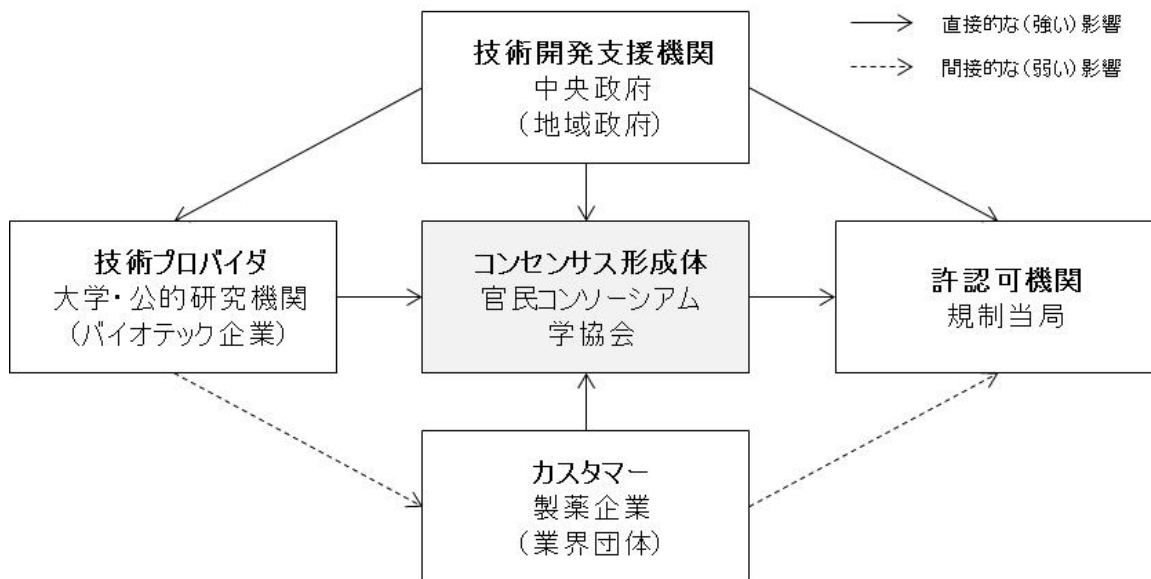 技術開発支援機関
中央政府
(地域政府)
直接的な(強い)影響
間接的な(弱い)影響
技術プロバイダ
大学・公的研究機関
(バイオテック企業)
コンセンサス形成体
官民コンソーシアム
学協会
許認可機関
規制当局
カスタマー
製薬企業
(業界団体)